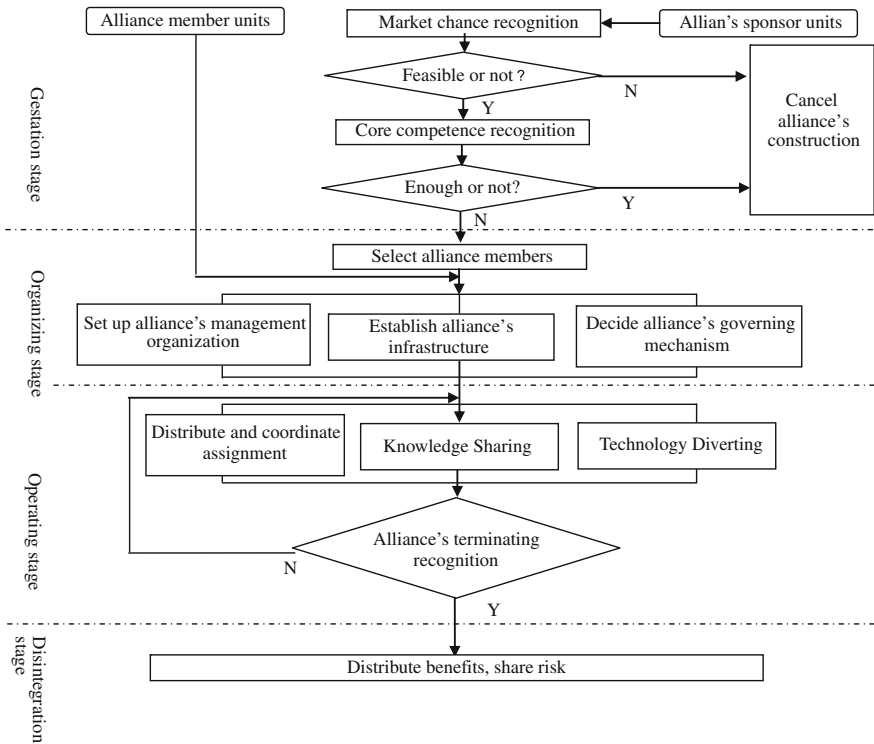 Alliance member units
Market chance recognition
Allian's sponsor units
Feasible or not？
N
Y
Cancel
alliance's
construction
Core competence recognition
Enough or not?
Y
N
Gestation stage
Select alliance members
Set up alliance's management
organization
Establish alliance's
infrastructure
Decide alliance's governing
mechanism
Organizing stage
Distribute and coordinate
assignment
Knowledge Sharing
Technology Diverting
Alliance's terminating
recognition
N
Y
Operating stage
Disintegration
stage
Distribute benefits, share risk